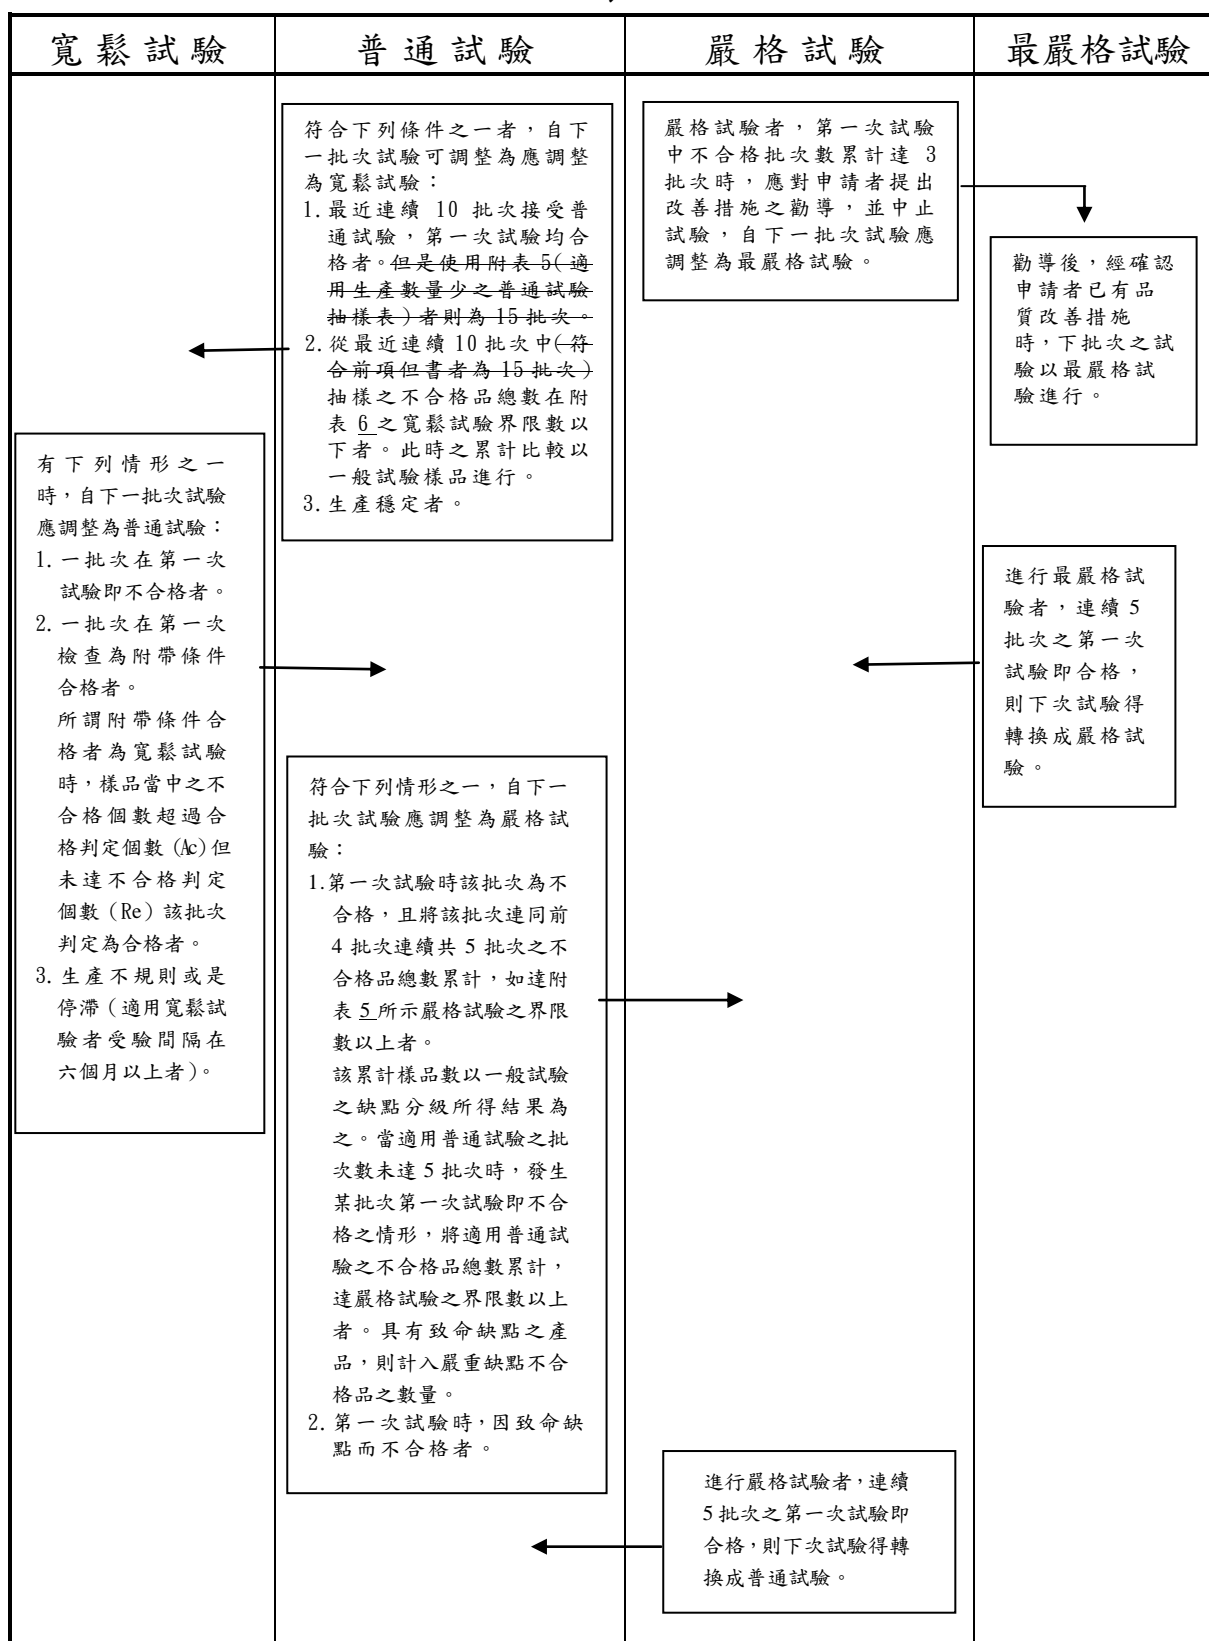 寬鬆試驗
普通試驗
嚴格試驗
最嚴格試驗
有下列情形之一
時，自下一批次試驗
應調整為普通試驗：
1. 一批次在第一次
試驗即不合格者。
2. 一批次在第一次
檢查為附帶條件
合格者。
所謂附帶條件合
格者為寬鬆試驗
時，樣品當中之不
合格個數超過合
格判定個數(Ac)但
未達不合格判定
個數(Re)該批次
判定為合格者。
3. 生產不規則或是
停滯(適用寬鬆試
驗者受驗間隔在
六個月以上者)。
符合下列條件之一者，自下
一批次試驗可調整為應調整
為寬鬆試驗：
1. 最近連續 10 批次接受普
通試驗，第一次試驗均合
格者。但是使用附表 5(適
用生產數量少之普通試驗
抽樣表)者則為 15 批次。
2. 從最近連續 10 批次中(符
合前項但書者為 15 批次)
抽樣之不合格品總數在附
表 6 之寬鬆試驗界限數以
下者。此時之累計比較以
一般試驗樣品進行。
3. 生產穩定者。
符合下列情形之一，自下一
批次試驗應調整為嚴格試
驗：
1.第一次試驗時該批次為不
合格，且將該批次連同前
4 批次連續共 5 批次之不
合格品總數累計，如達附
表 5 所示嚴格試驗之界限
數以上者。
該累計樣品數以一般試驗
之缺點分級所得結果為
之。當適用普通試驗之批
次數未達 5 批次時，發生
某批次第一次試驗即不合
格之情形，將適用普通試
驗之不合格品總數累計，
達嚴格試驗之界限數以上
者。具有致命缺點之產
品，則計入嚴重缺點不合
格品之數量。
2. 第一次試驗時，因致命缺
點而不合格者。
嚴格試驗者，第一次試驗
中不合格批次數累計達 3
批次時，應對申請者提出
改善措施之勸導，並中止
試驗，自下一批次試驗應
調整為最嚴格試驗。
進行嚴格試驗者，連續
5 批次之第一次試驗即
合格，則下次試驗得轉
換成普通試驗。
勸導後，經確認
申請者已有品
質改善措施
時，下批次之試
驗以最嚴格試
驗進行。
進行最嚴格試
驗者，連續 5
批次之第一次
試驗即合格，
則下次試驗得
轉換成嚴格試
驗。